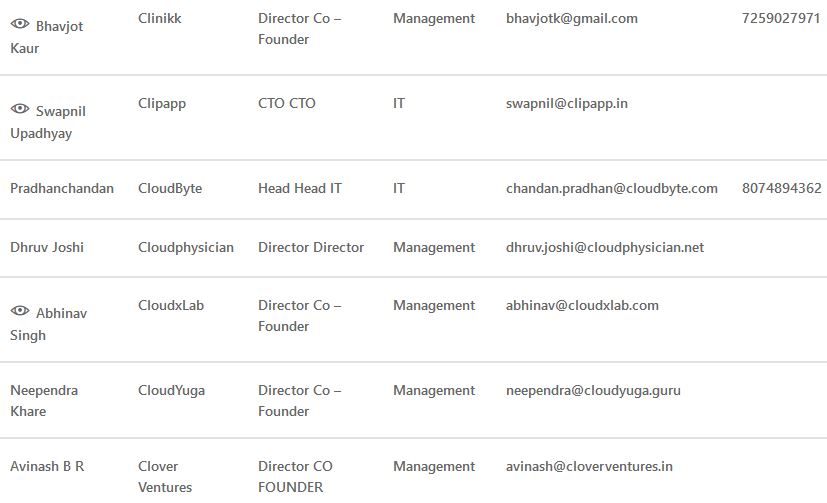 Bhavjot Kaur Clinikk Director Co – Founder Management bhavjotk@gmail.com 7259027971
Swapnil Upadhyay Clipapp CTO CTO IT swapnil@clipapp.in
Pradhanchandan CloudByte Head Head IT IT chandan.pradhan@cloudbyte.com 8074894362
Dhruv Joshi Cloudphysician Director Director Management dhruv.joshi@cloudphysician.net
Abhinav Singh CloudxLab Director Co – Founder Management abhinav@cloudxlab.com
Neependra Khare CloudYuga Director Co – Founder Management neependra@cloudyuga.guru
Avinash B R Clover Ventures Director CO FOUNDER Management avinash@cloverventures.in